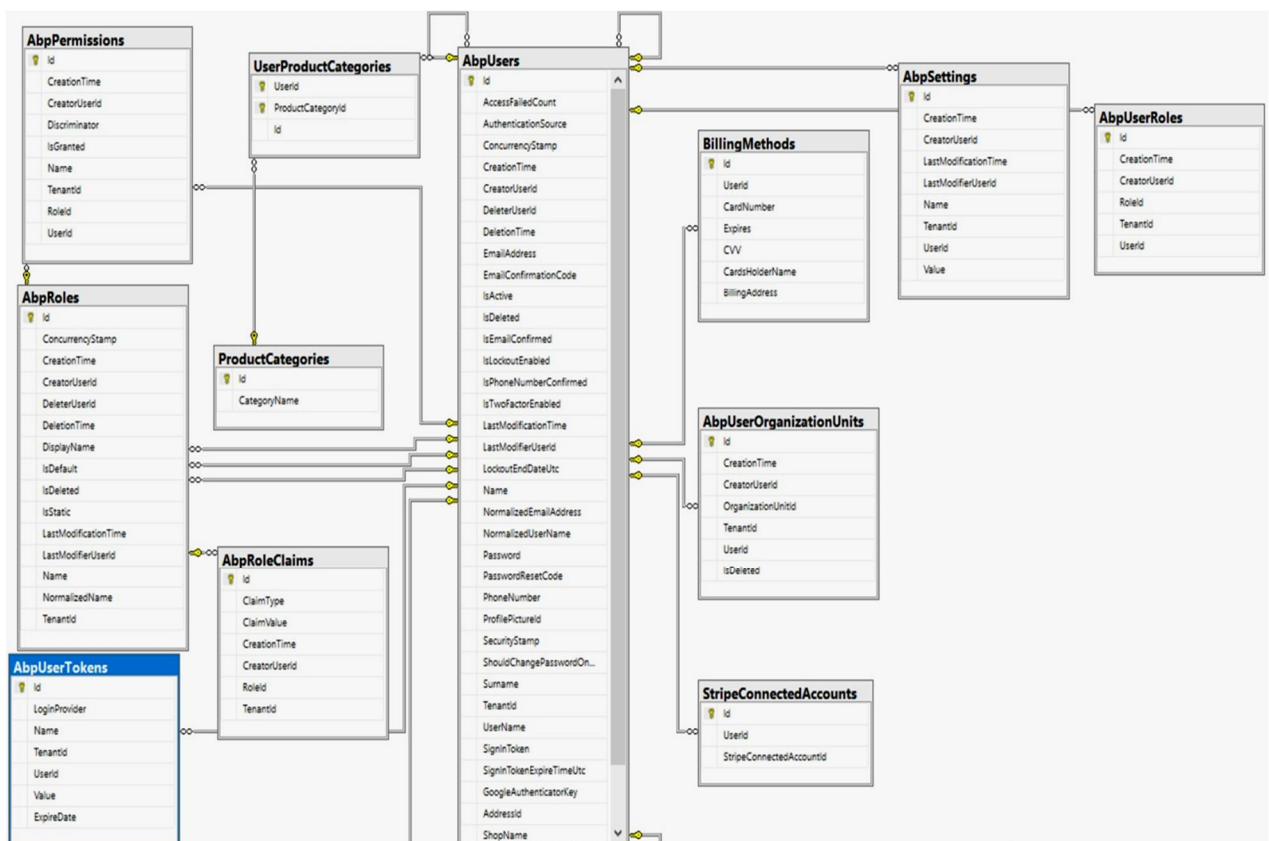 AbpPermissions
Id
CreationTime
CreatorUserId
Discriminator
IsGranted
Name
TenantId
RoleId
UserId
AbpRoles
Id
ConcurrencyStamp
CreationTime
CreatorUserId
DeleterUserId
DeletionTime
DisplayName
IsDefault
IsDeleted
IsStatic
LastModificationTime
LastModifierUserId
Name
NormalizedName
TenantId
AbpUserTokens
Id
LoginProvider
Name
TenantId
UserId
Value
ExpireDate
UserProductCategories
UserId
ProductCategoryId
Id
ProductCategories
Id
CategoryName
AbpRoleClaims
Id
ClaimType
ClaimValue
CreationTime
CreatorUserId
RoleId
TenantId
AbpUsers
Id
AccessFailedCount
AuthenticationSource
ConcurrencyStamp
CreationTime
CreatorUserId
DeleterUserId
DeletionTime
EmailAddress
EmailConfirmationCode
IsActive
IsDeleted
IsEmailConfirmed
IsLockoutEnabled
IsPhoneNumberConfirmed
IsTwoFactorEnabled
LastModificationTime
LastModifierUserId
LockoutEndDateUtc
Name
NormalizedEmailAddress
NormalizedUserName
Password
PasswordResetCode
PhoneNumber
ProfilePictureId
SecurityStamp
ShouldChangePasswordOn...
Surname
TenantId
UserName
SignInToken
SignInTokenExpireTimeUtc
GoogleAuthenticatorKey
AddressId
ShopName
BillingMethods
Id
UserId
CardNumber
Expires
CVV
CardsHolderName
BillingAddress
AbpUserOrganizationUnits
Id
CreationTime
CreatorUserId
OrganizationUnitId
TenantId
UserId
IsDeleted
StripeConnectedAccounts
Id
UserId
StripeConnectedAccountId
AbpSettings
Id
CreationTime
CreatorUserId
LastModificationTime
LastModifierUserId
Name
TenantId
UserId
Value
AbpUserRoles
Id
CreationTime
CreatorUserId
RoleId
TenantId
UserId